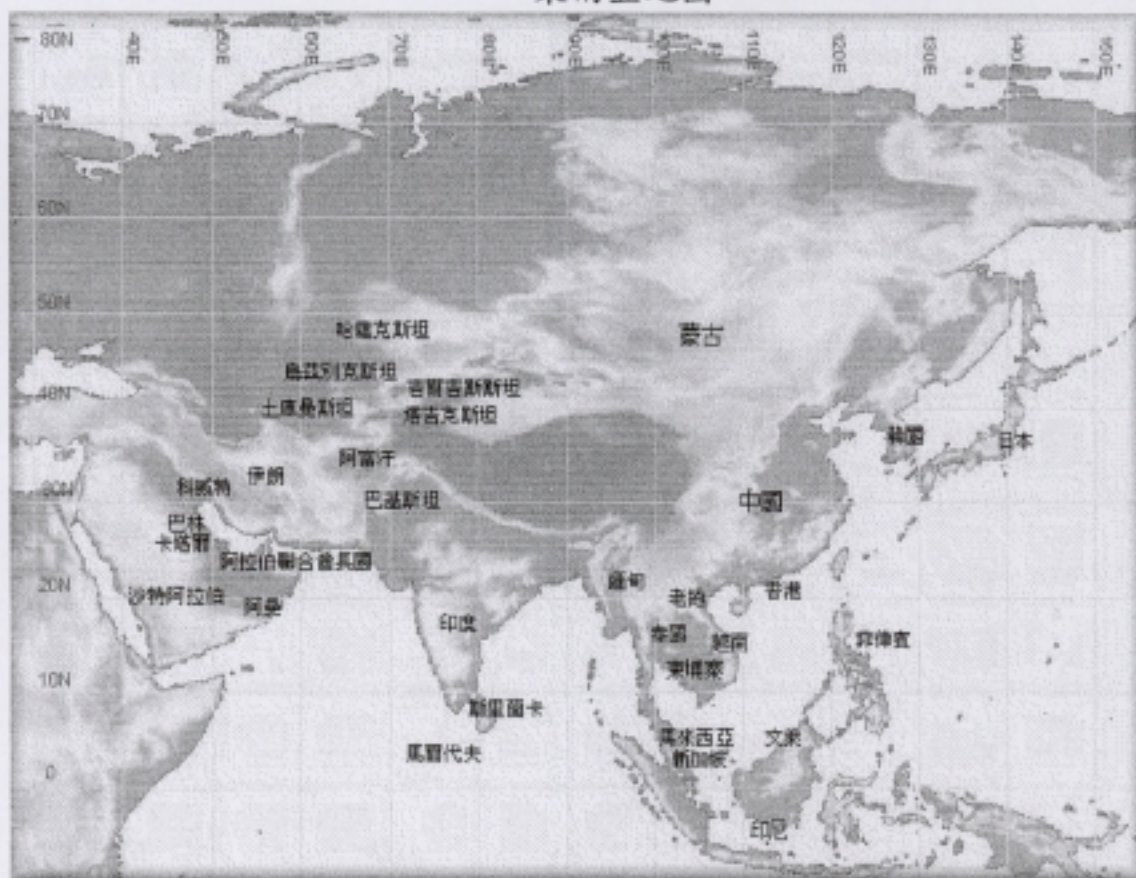 80N
40E
50E
60E
70E
80E
90E
100E
110E
120E
130E
140E
150E
70N
60N
50N
哈薩克斯坦
蒙古
烏茲別克斯坦
吉爾吉斯斯坦
40N
土庫曼斯坦
塔吉克斯坦
韓國
日本
阿富汗
伊朗
科威特
30N
巴基斯坦
中國
巴林
卡塔爾
阿拉伯聯合酋長國
20N
沙特阿拉伯
阿曼
緬甸
老撾
香港
印度
泰國
越南
菲律賓
柬埔寨
10N
斯里蘭卡
馬來西亞
文萊
馬爾代夫
新加坡
0
印尼